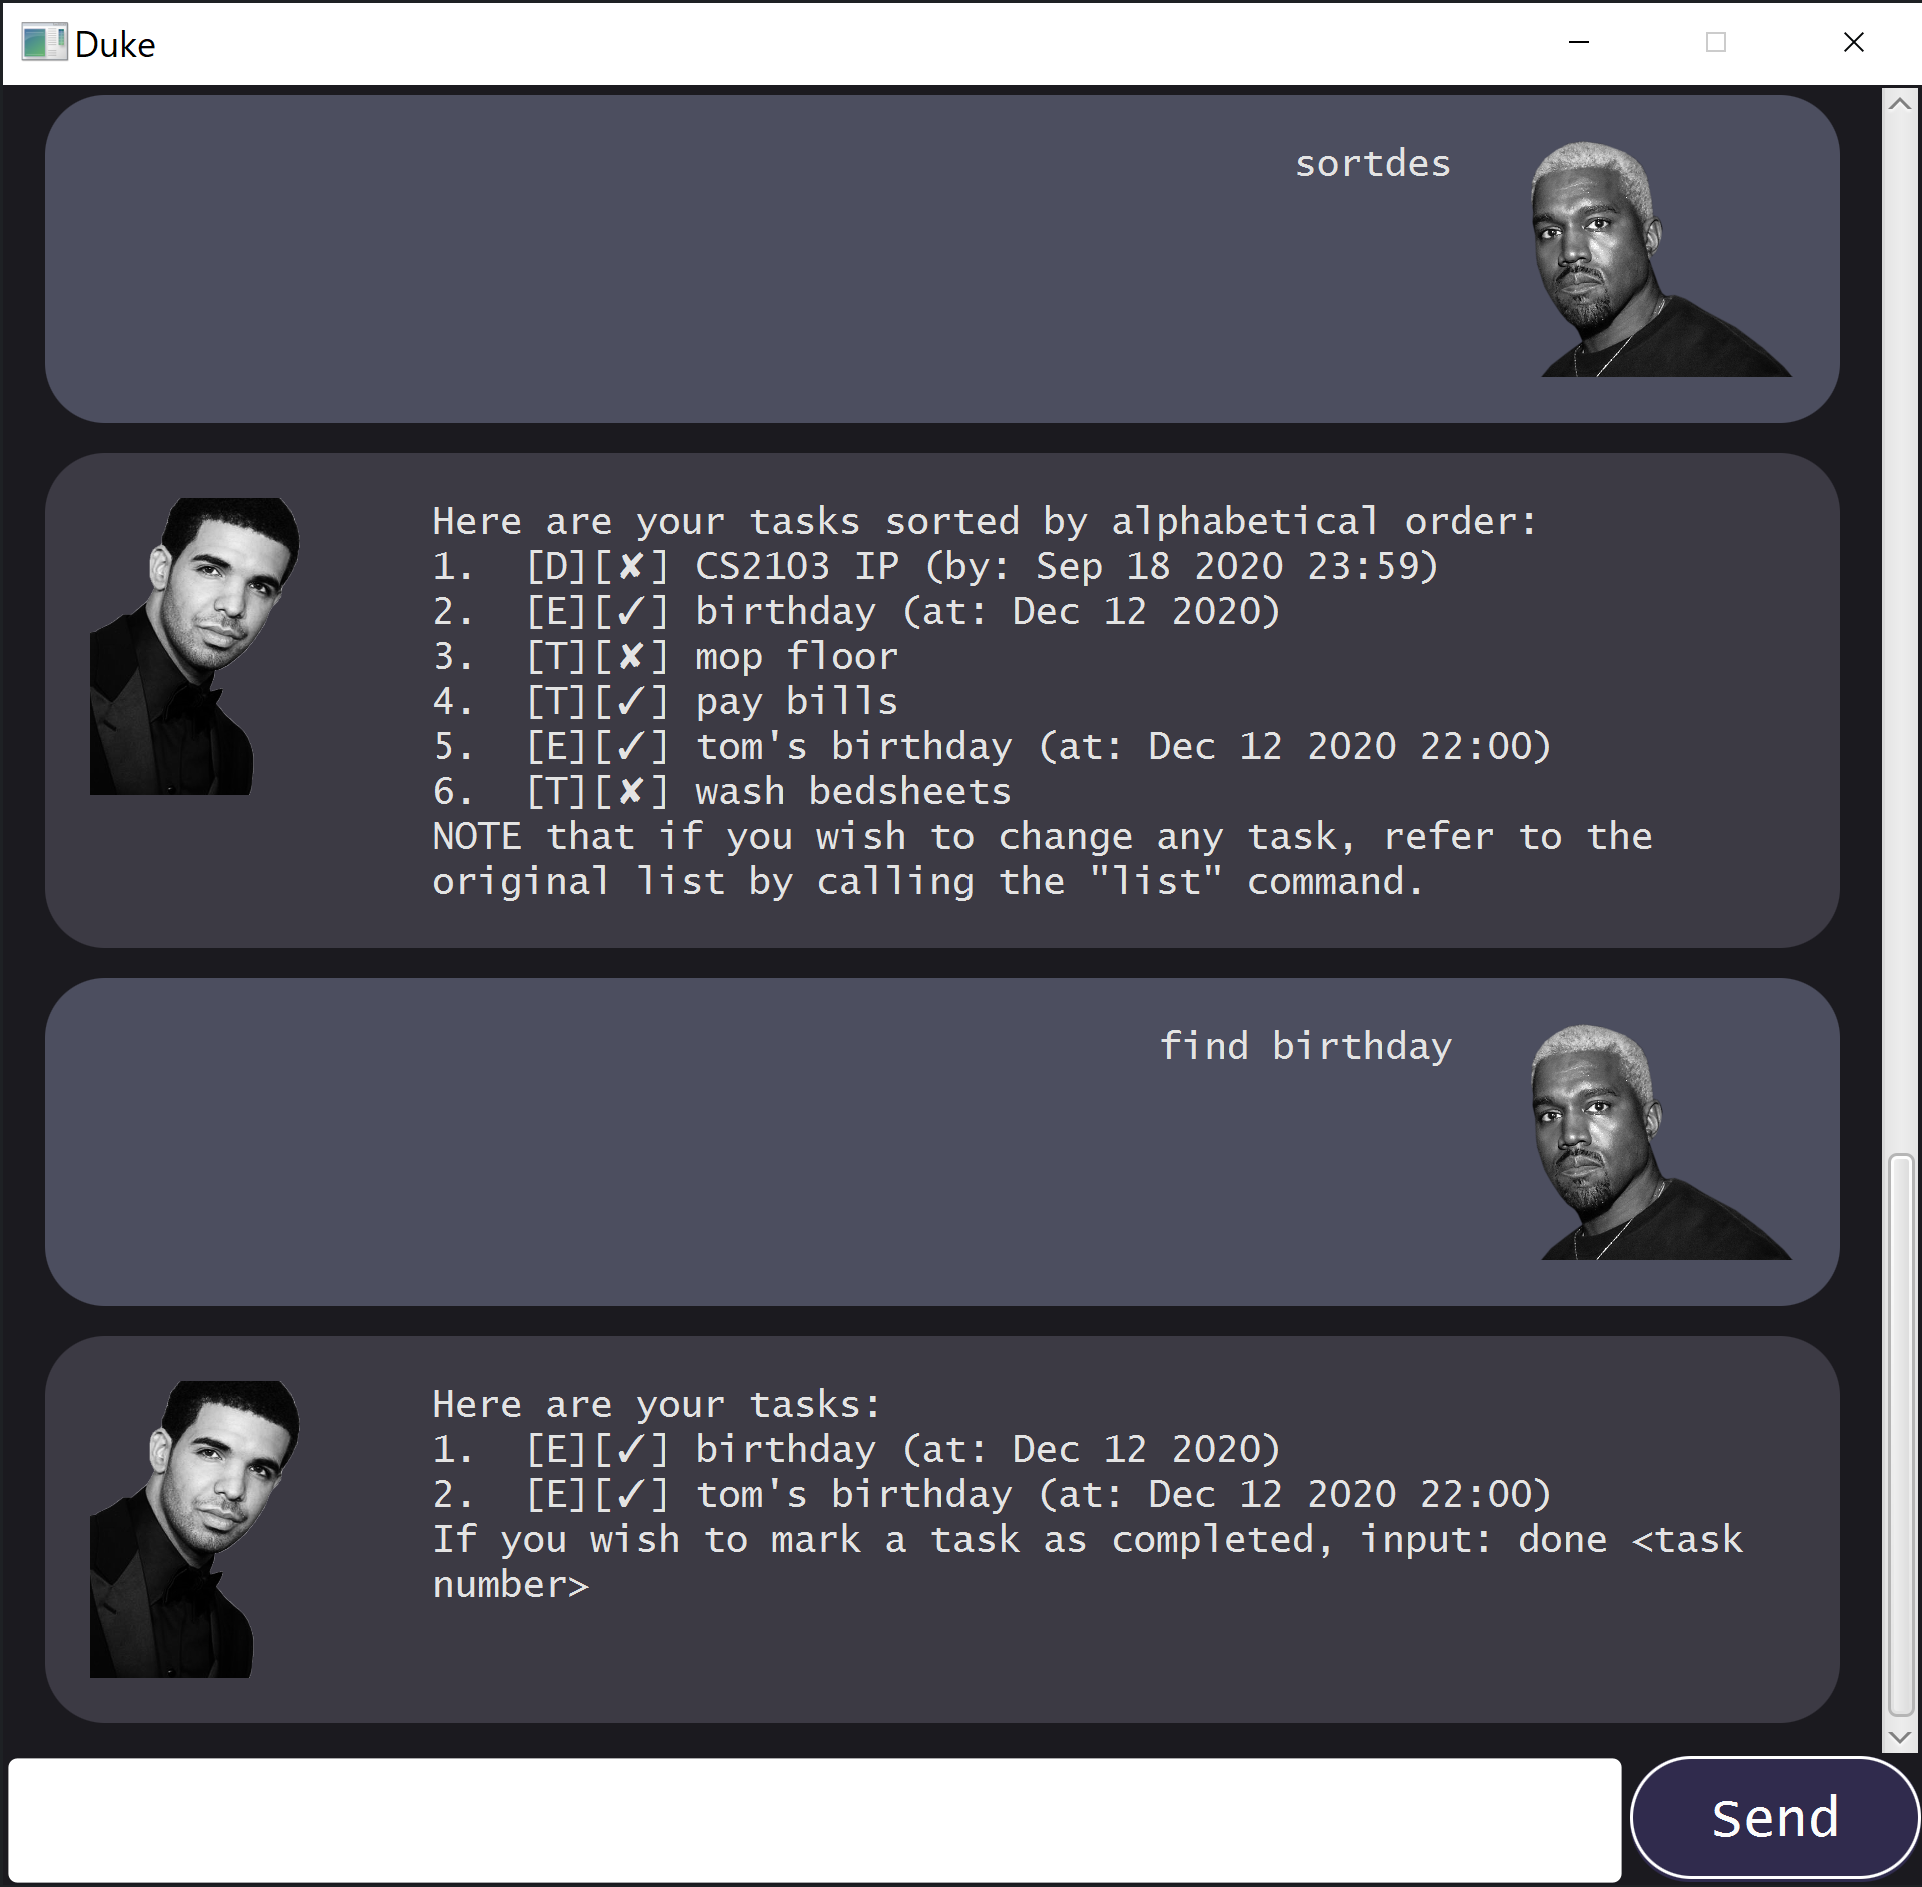 Duke
sortdes
Here are your tasks sorted by alphabetical order:
1.  [D][✘] CS2103 IP (by: Sep 18 2020 23:59)
2.  [E][✓] birthday (at: Dec 12 2020)
3.  [T][✘] mop floor
4.  [T][✓] pay bills
5.  [E][✓] tom's birthday (at: Dec 12 2020 22:00)
6.  [T][✘] wash bedsheets
NOTE that if you wish to change any task, refer to the
original list by calling the "list" command.
find birthday
Here are your tasks:
1.  [E][✓] birthday (at: Dec 12 2020)
2.  [E][✓] tom's birthday (at: Dec 12 2020 22:00)
If you wish to mark a task as completed, input: done <task
number>
Send